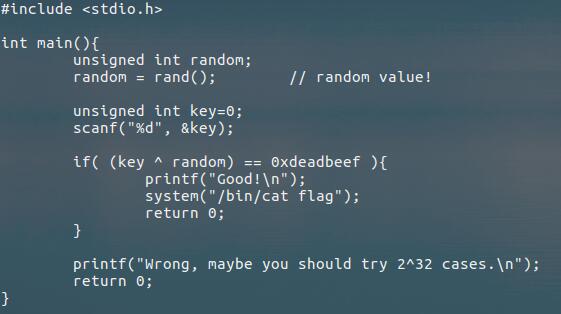 #include <stdio.h>
int main(){
unsigned int random;
random = rand(); // random value!
unsigned int key=0;
scanf("%d", &key);
if( (key ^ random) == 0xdeadbeef ){
printf("Good!\n");
system("/bin/cat flag");
return 0;
}
printf("Wrong, maybe you should try 2^32 cases.\n");
return 0;
}